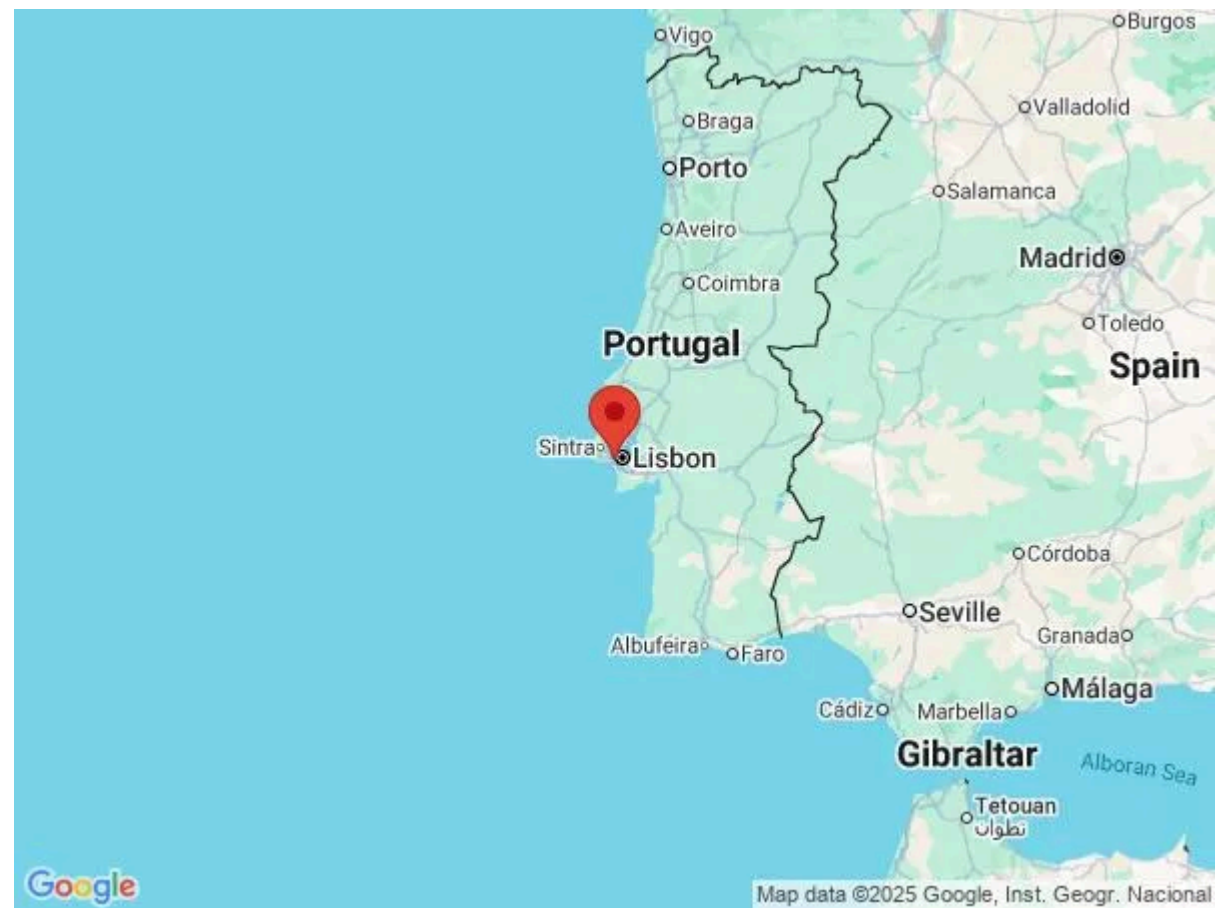 Vigo
Burgos
Valladolid
Braga
Porto
Salamanca
Aveiro
Madrid
Coimbra
Toledo
Portugal
Spain
Sintra
Lisbon
Córdoba
Seville
Granada
Albufeira
Faro
Málaga
Cádiz
Marbella
Gibraltar
Alboran Sea
Tetouan
تطوان
Google
Map data ©2025 Google, Inst. Geogr. Nacional